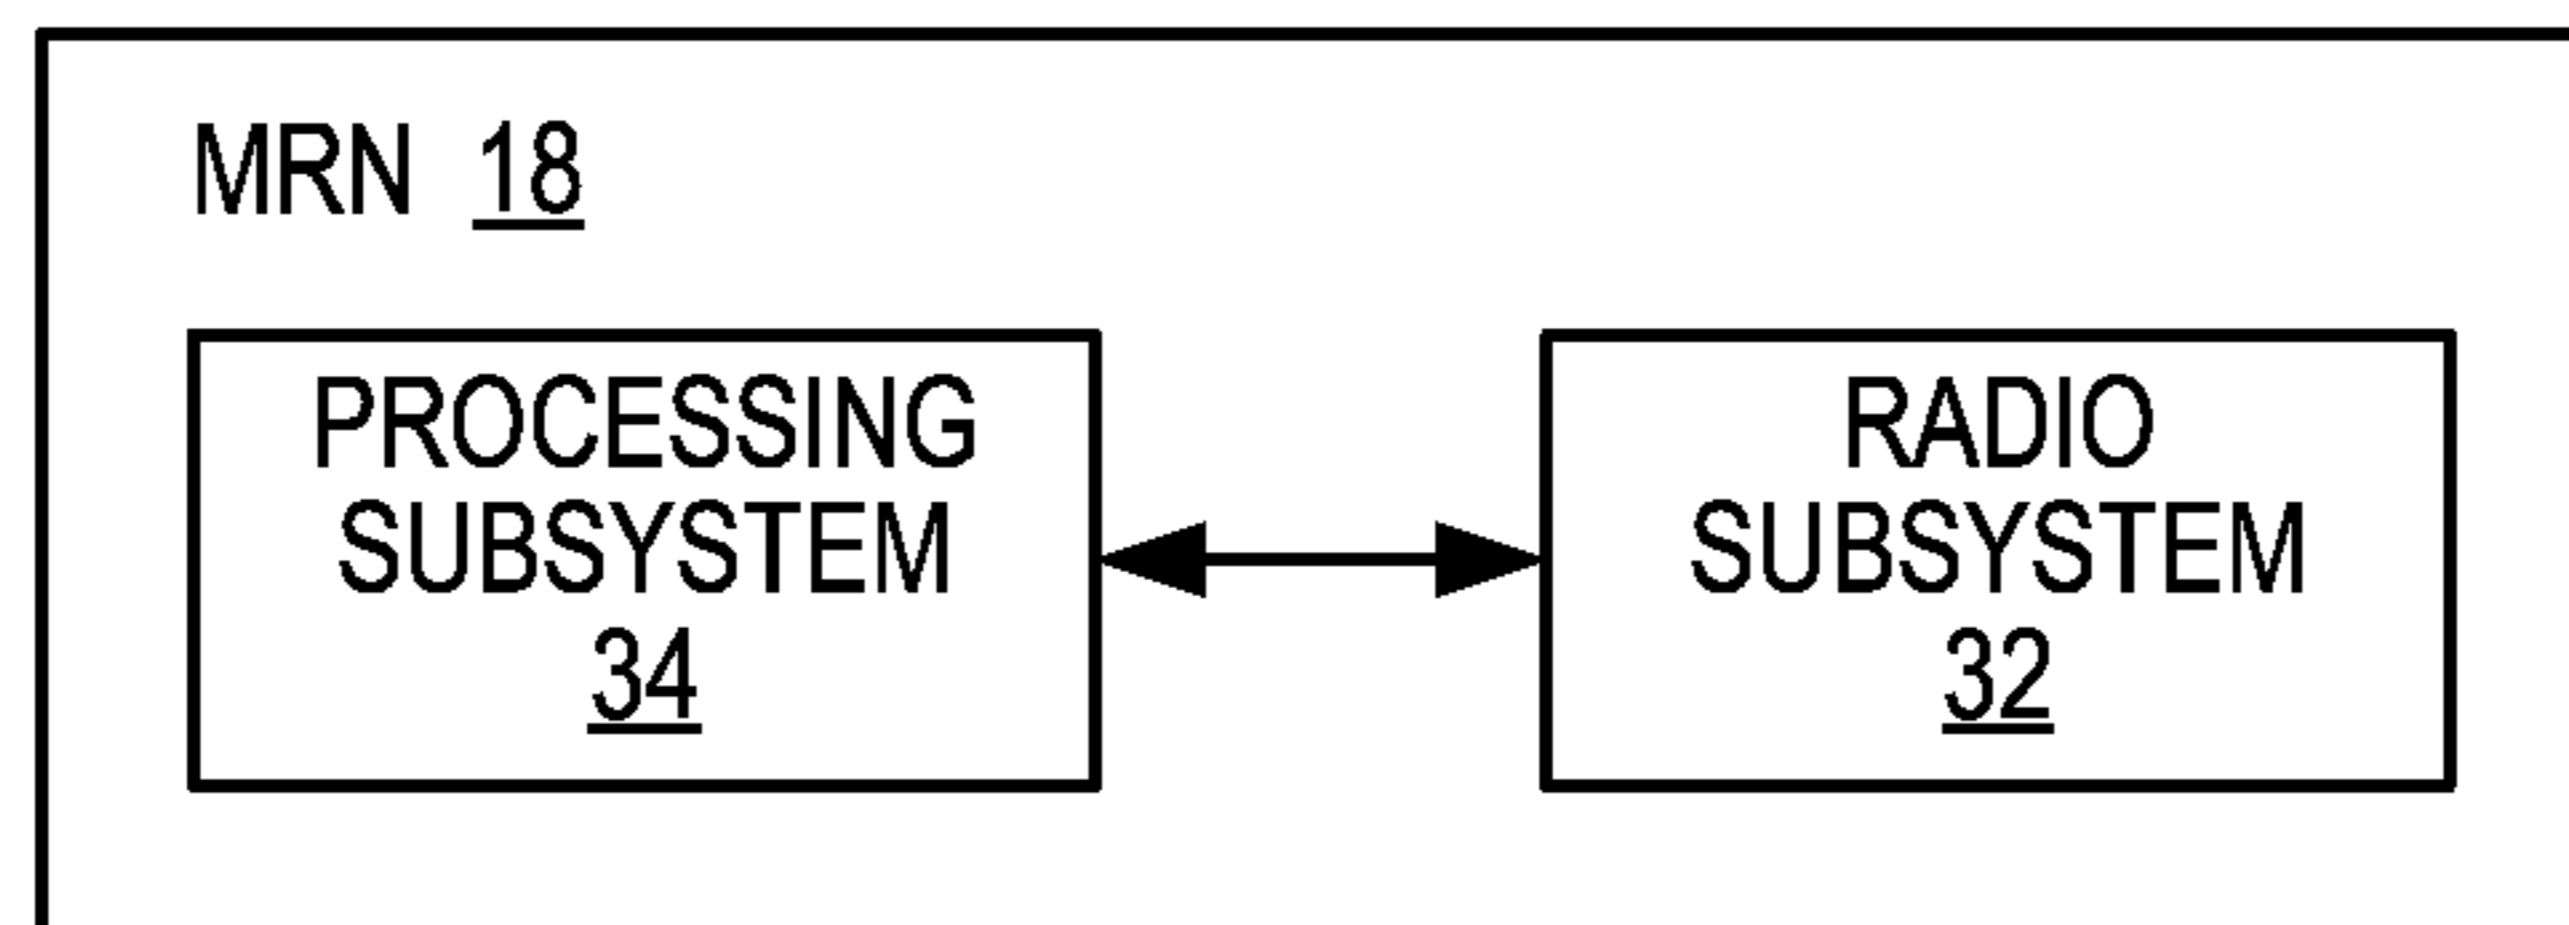 MRN 18
PROCESSING
SUBSYSTEM
34
RADIO
SUBSYSTEM
32